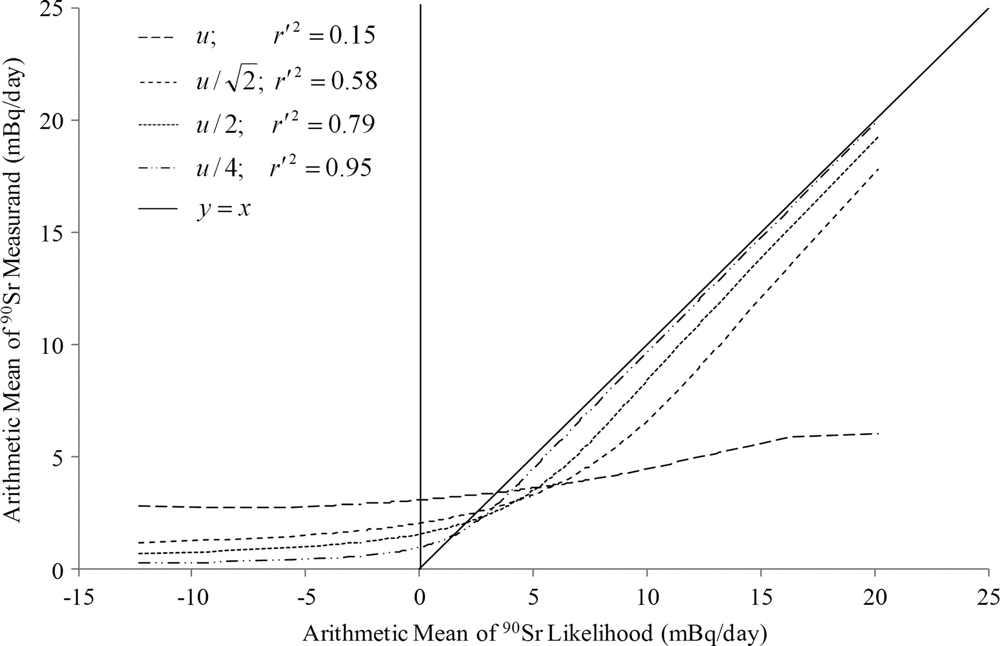 25
20
15
10
5
0
-15 -10 -5 0 5 10 15 20 25
Arithmetic Mean of ⁹⁰Sr Measurand (mBq/day)
Arithmetic Mean of ⁹⁰Sr Likelihood (mBq/day)
u; r′² = 0.15
u/√2; r′² = 0.58
u/2; r′² = 0.79
u/4; r′² = 0.95
y = x